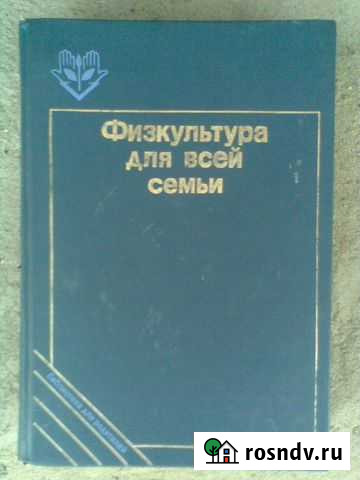 Физкультура
для всей
семьи
Библиотека для родителей
rosndv.ru